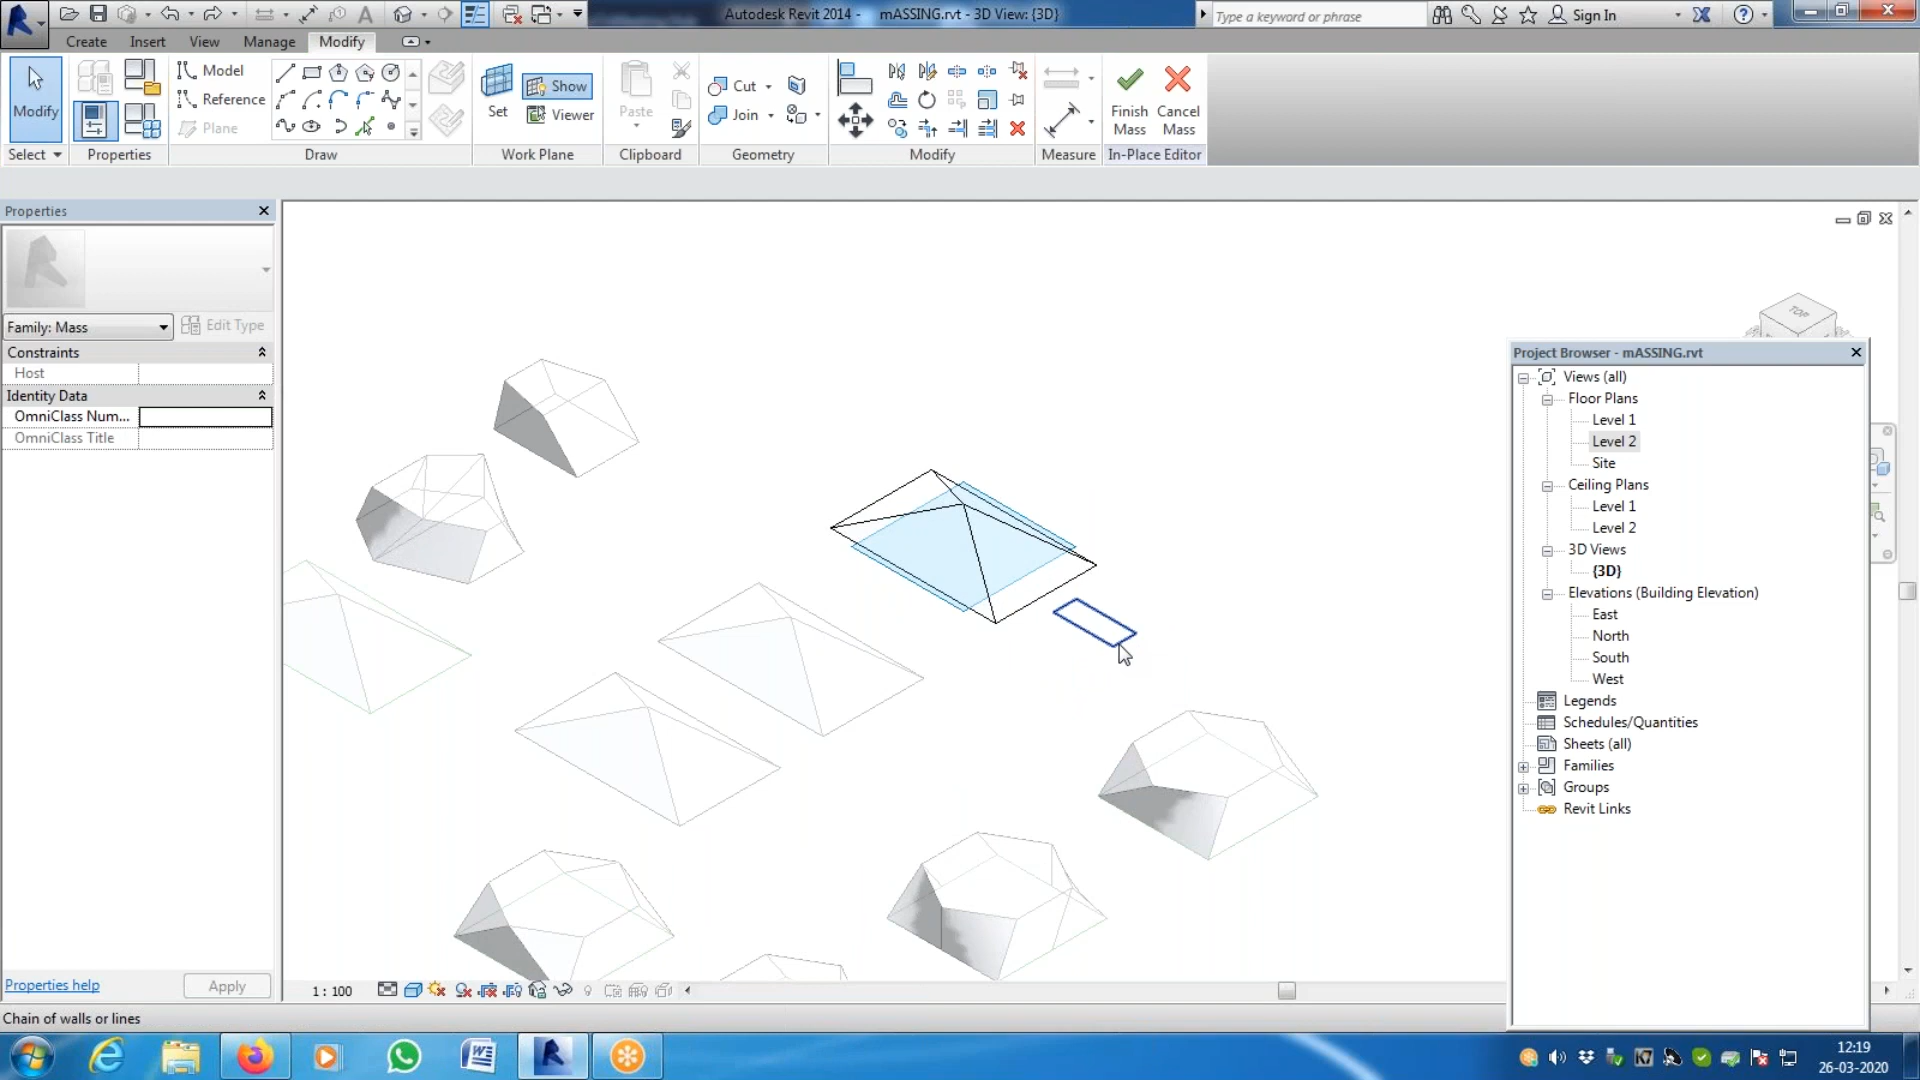 Autodesk Revit 2014 - mASSING.rvt - 3D View: {3D}
Type a keyword or phrase
Sign In
Create Insert View Manage Modify
Modify
Select
Properties
Model
Reference
Plane
Draw
Set
Show
Viewer
Work Plane
Paste
Clipboard
Cut
Join
Geometry
Modify
Measure
Finish Mass
Cancel Mass
In-Place Editor
Properties
Family: Mass
Edit Type
Constraints
Host
Identity Data
OmniClass Num...
OmniClass Title
Properties help
Apply
TOP
Project Browser - mASSING.rvt
Views (all)
Floor Plans
Level 1
Level 2
Site
Ceiling Plans
Level 1
Level 2
3D Views
{3D}
Elevations (Building Elevation)
East
North
South
West
Legends
Schedules/Quantities
Sheets (all)
Families
Groups
Revit Links
1 : 100
Chain of walls or lines
12:19
26-03-2020